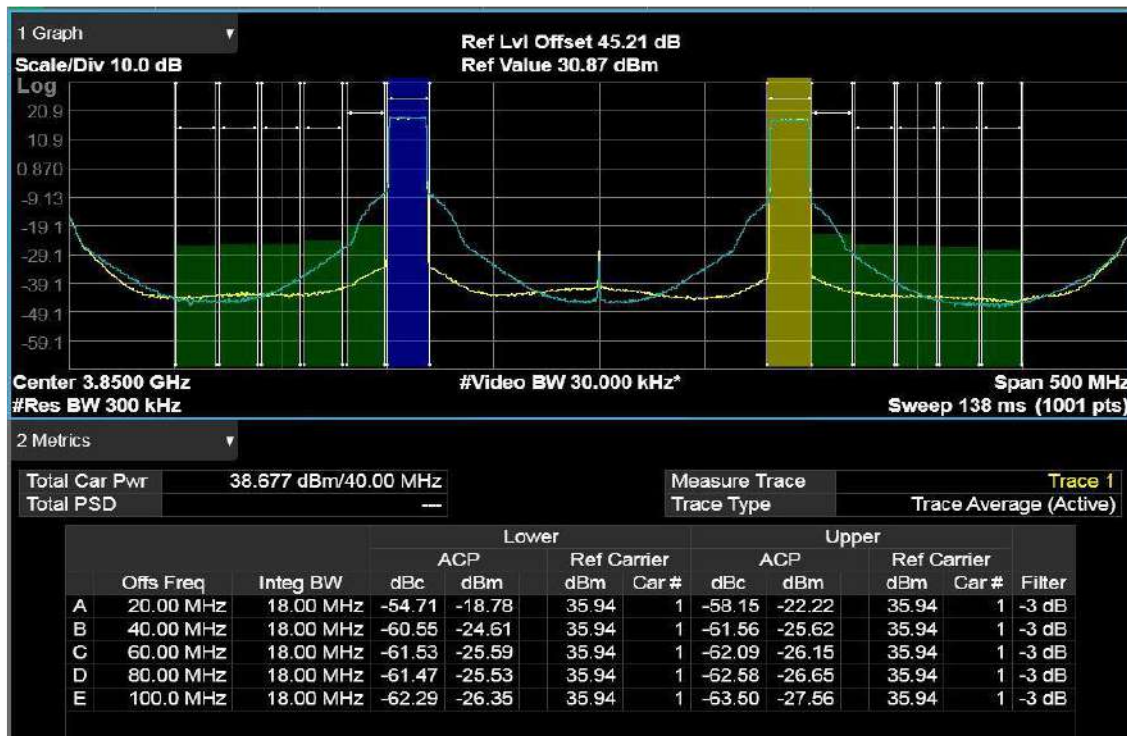 1 Graph
Scale/Div 10.0 dB
Ref Lvl Offset 45.21 dB
Ref Value 30.87 dBm
Log
20.9
10.9
0.870
-9.13
-19.1
-29.1
-39.1
-49.1
-59.1
Center 3.8500 GHz
#Video BW 30.000 kHz*
Span 500 MHz
#Res BW 300 kHz
Sweep 138 ms (1001 pts)
2 Metrics
Total Car Pwr 38.677 dBm/40.00 MHz
Total PSD ---
Measure Trace Trace 1
Trace Type Trace Average (Active)
Lower Upper
ACP Ref Carrier ACP Ref Carrier
Offs Freq Integ BW dBc dBm dBm Car # dBc dBm dBm Car # Filter
A 20.00 MHz 18.00 MHz -54.71 -18.78 35.94 1 -58.15 -22.22 35.94 1 -3 dB
B 40.00 MHz 18.00 MHz -60.55 -24.61 35.94 1 -61.56 -25.62 35.94 1 -3 dB
C 60.00 MHz 18.00 MHz -61.53 -25.59 35.94 1 -62.09 -26.15 35.94 1 -3 dB
D 80.00 MHz 18.00 MHz -61.47 -25.53 35.94 1 -62.58 -26.65 35.94 1 -3 dB
E 100.0 MHz 18.00 MHz -62.29 -26.35 35.94 1 -63.50 -27.56 35.94 1 -3 dB